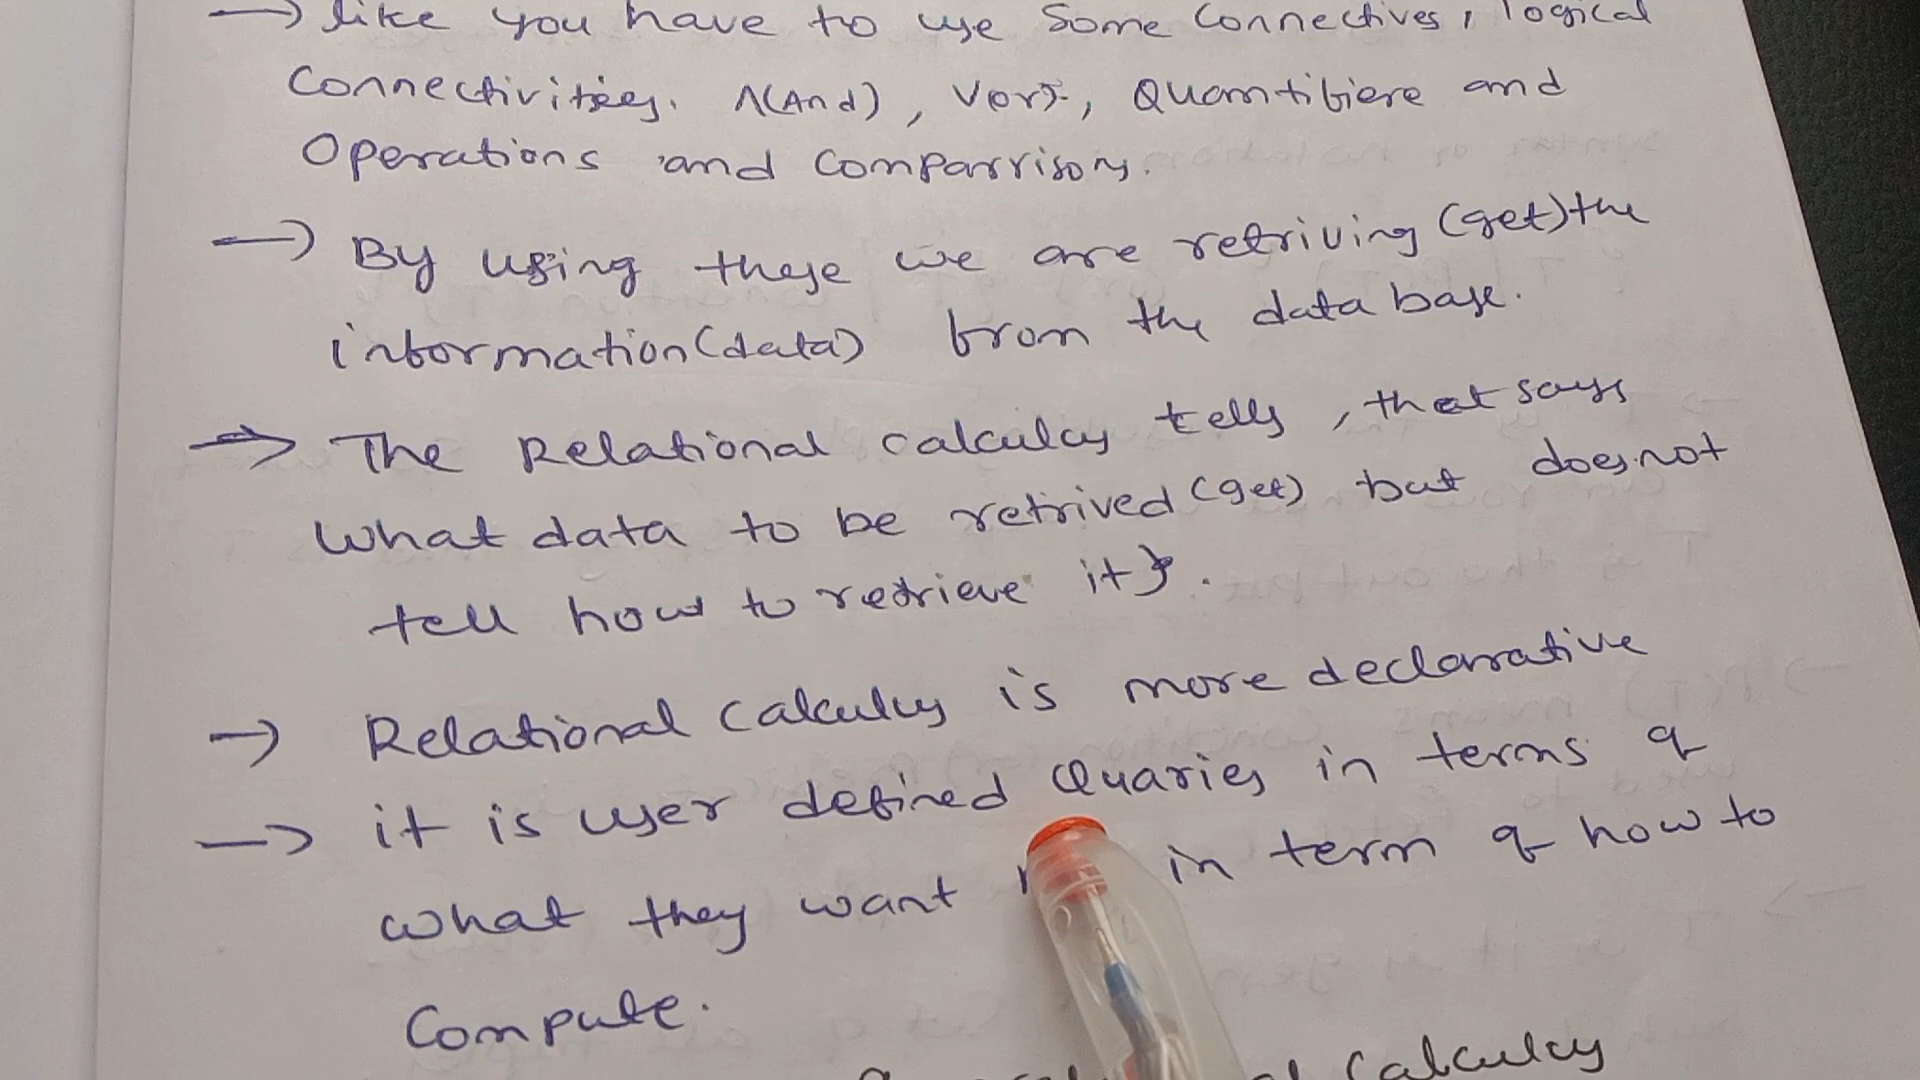 → like you have to use some connectives, logical
connectivities. ∧(And), V(or), Quantifiere and
Operations and comparrisons.
→ By using these we are retriving (get) the
information(data) from the data base.
→ The Relational calculus tells, that says
what data to be retrived (get) but does not
tell how to retrieve it}.
→ Relational calculus is more declarative
→ it is user defined Quaries in terms of
what they want in term of how to
Compute.
Calculus